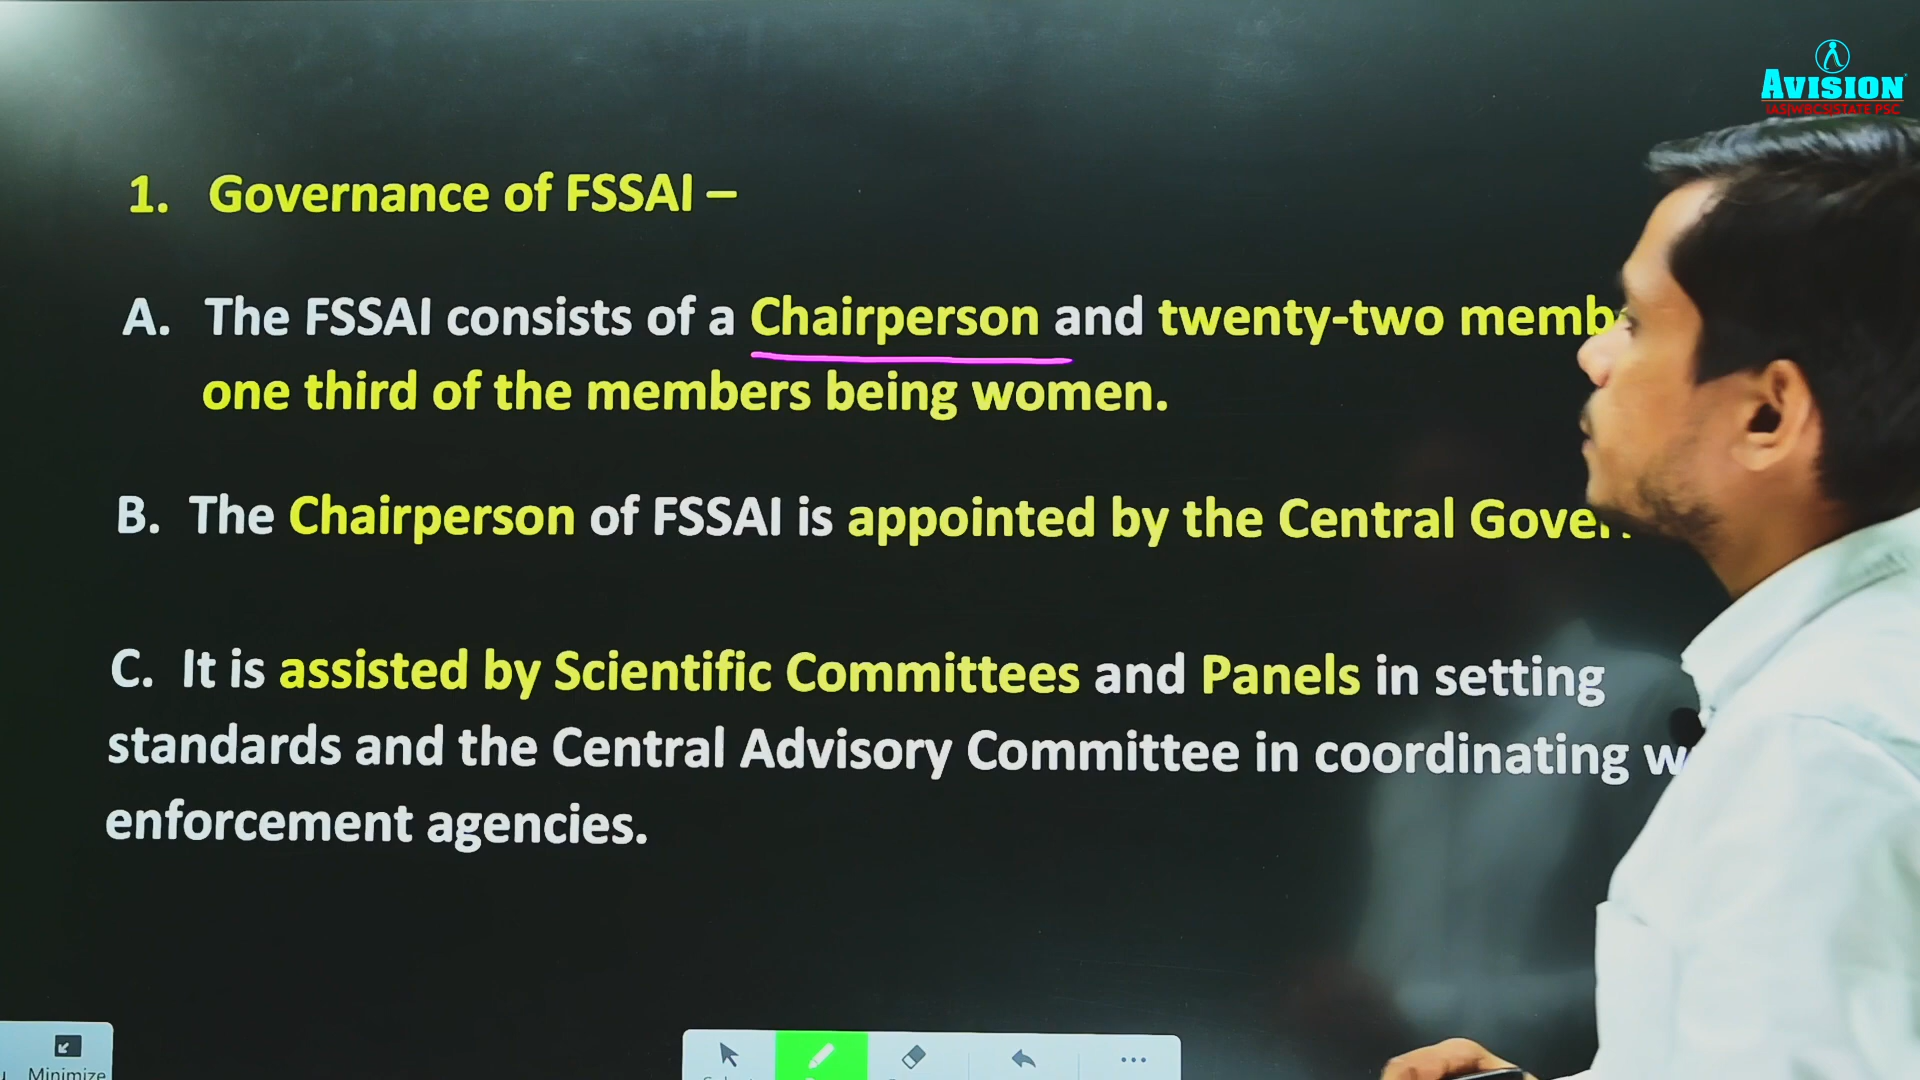 AVISION
IAS|WBCS|STATE PSC
1. Governance of FSSAI –
A. The FSSAI consists of a Chairperson and twenty-two
one third of the members being women.
B. The Chairperson of FSSAI is appointed by the Central
C. It is assisted by Scientific Committees and Panels in setting
standards and the Central Advisory Committee in coordinating
enforcement agencies.
Minimize